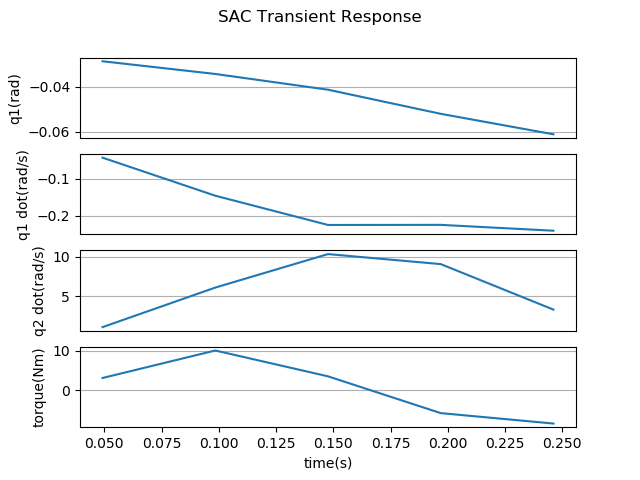 SAC Transient Response
q1(rad)
−0.04
−0.06
q1 dot(rad/s)
−0.1
−0.2
q2 dot(rad/s)
10
5
torque(Nm)
10
0
0.050 0.075 0.100 0.125 0.150 0.175 0.200 0.225 0.250
time(s)